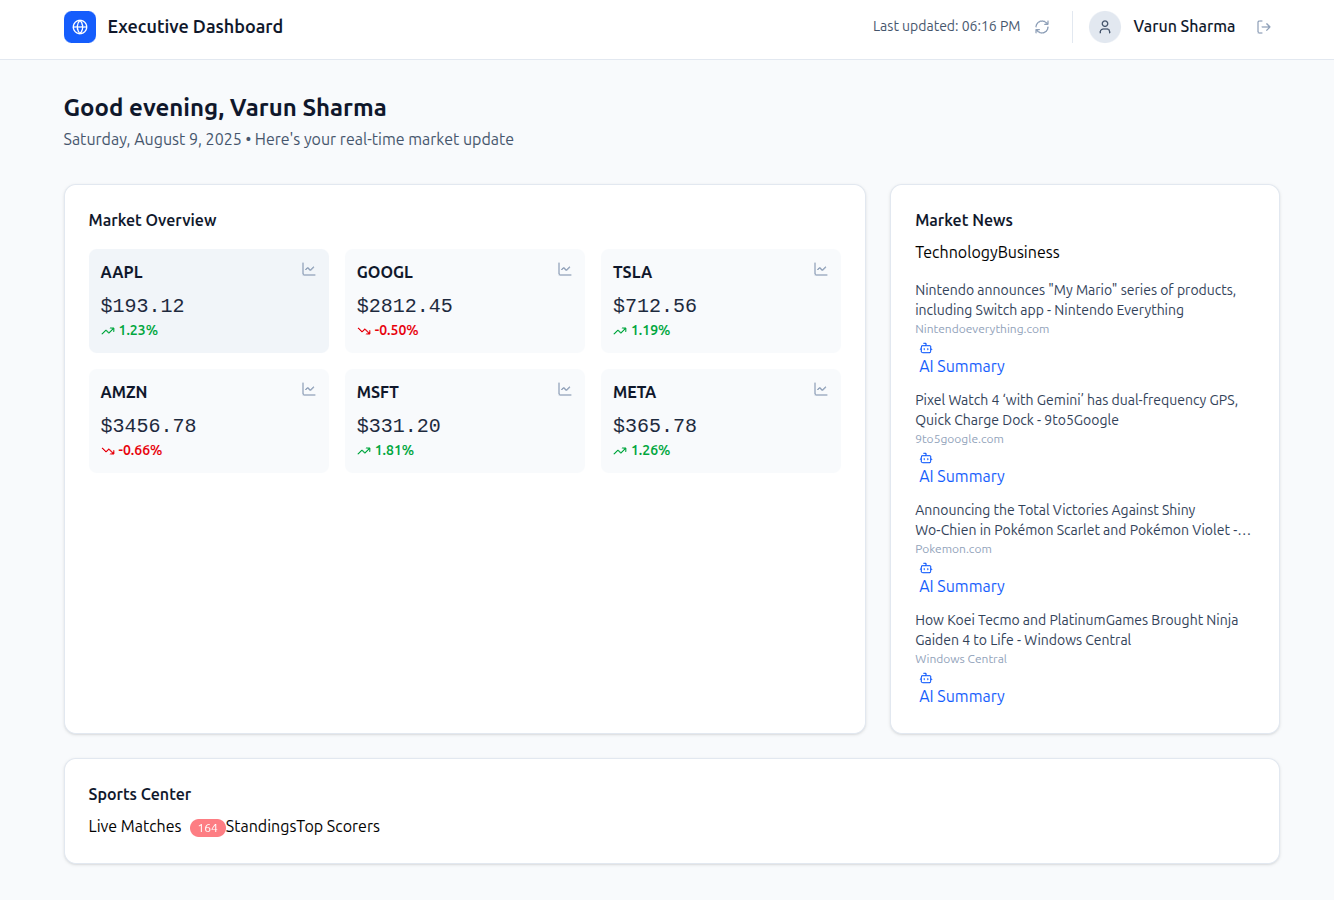 Executive Dashboard
Last updated: 06:16 PM
Varun Sharma
Good evening, Varun Sharma
Saturday, August 9, 2025 • Here's your real-time market update
Market Overview
AAPL
$193.12
1.23%
GOOGL
$2812.45
-0.50%
TSLA
$712.56
1.19%
AMZN
$3456.78
-0.66%
MSFT
$331.20
1.81%
META
$365.78
1.26%
Market News
TechnologyBusiness
Nintendo announces "My Mario" series of products,
including Switch app - Nintendo Everything
Nintendoeverything.com
AI Summary
Pixel Watch 4 ‘with Gemini’ has dual-frequency GPS,
Quick Charge Dock - 9to5Google
9to5google.com
AI Summary
Announcing the Total Victories Against Shiny
Wo-Chien in Pokémon Scarlet and Pokémon Violet -…
Pokemon.com
AI Summary
How Koei Tecmo and PlatinumGames Brought Ninja
Gaiden 4 to Life - Windows Central
Windows Central
AI Summary
Sports Center
Live Matches 164StandingsTop Scorers